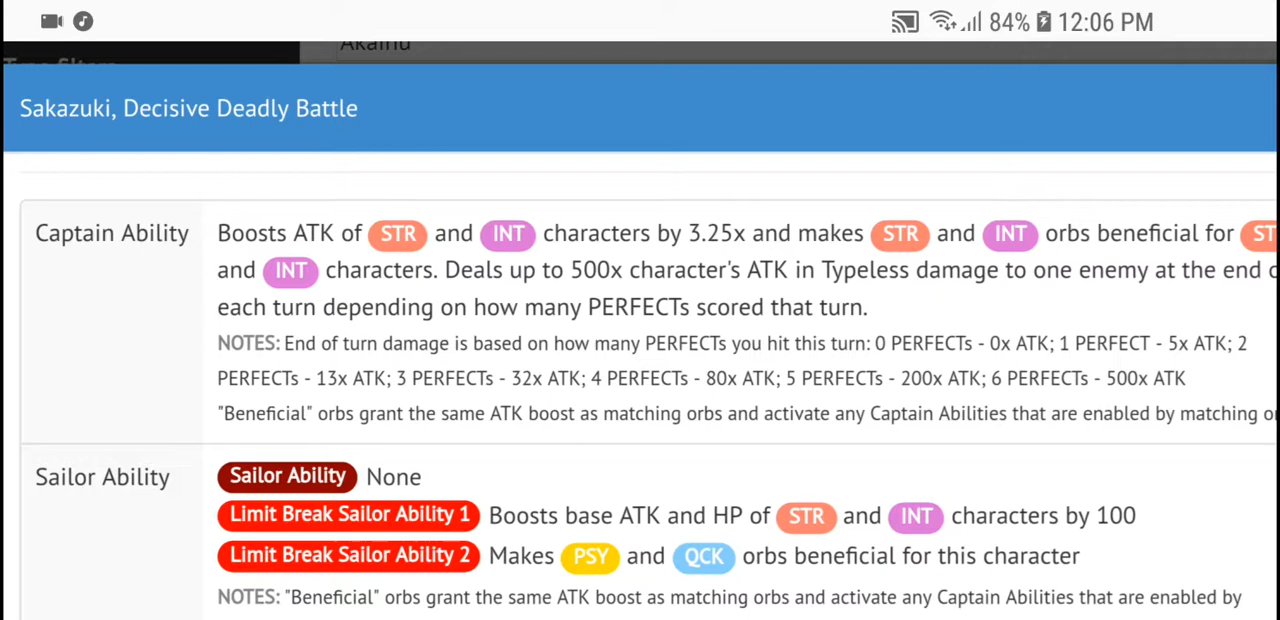 84% 12:06 PM
Akainu
Sakazuki, Decisive Deadly Battle
Captain Ability
Boosts ATK of STR and INT characters by 3.25x and makes STR and INT orbs beneficial for ST
and INT characters. Deals up to 500x character's ATK in Typeless damage to one enemy at the end o
each turn depending on how many PERFECTs scored that turn.
NOTES: End of turn damage is based on how many PERFECTs you hit this turn: 0 PERFECTs - 0x ATK; 1 PERFECT - 5x ATK; 2
PERFECTs - 13x ATK; 3 PERFECTs - 32x ATK; 4 PERFECTs - 80x ATK; 5 PERFECTs - 200x ATK; 6 PERFECTs - 500x ATK
"Beneficial" orbs grant the same ATK boost as matching orbs and activate any Captain Abilities that are enabled by matching o
Sailor Ability
Sailor Ability None
Limit Break Sailor Ability 1 Boosts base ATK and HP of STR and INT characters by 100
Limit Break Sailor Ability 2 Makes PSY and QCK orbs beneficial for this character
NOTES: "Beneficial" orbs grant the same ATK boost as matching orbs and activate any Captain Abilities that are enabled by